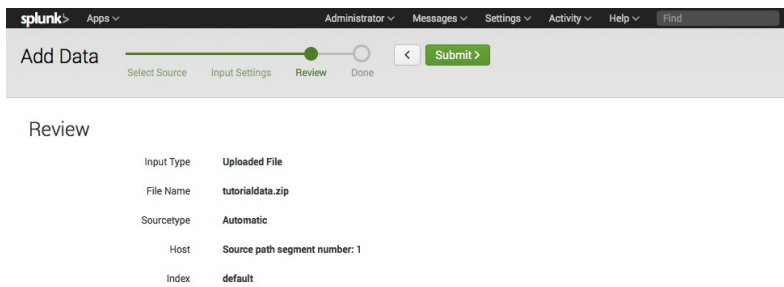 splunk> Apps Administrator Messages Settings Activity Help Find
Add Data
< Submit >
Select Source Input Settings Review Done
Review
Input Type Uploaded File
File Name tutorialdata.zip
Sourcetype Automatic
Host Source path segment number: 1
Index default